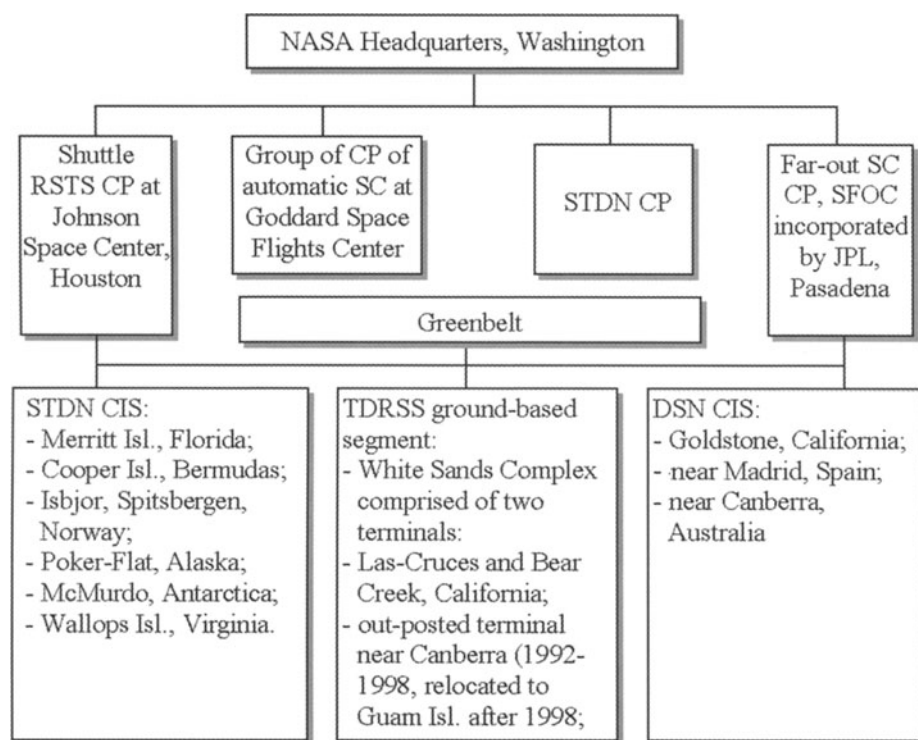 NASA Headquarters, Washington
Shuttle
RSTS CP at
Johnson
Space Center,
Houston
Group of CP of
automatic SC at
Goddard Space
Flights Center
STDN CP
Far-out SC
CP, SFOC
incorporated
by JPL,
Pasadena
Greenbelt
STDN CIS:
- Merritt Isl., Florida;
- Cooper Isl., Bermudas;
- Isbjor, Spitsbergen,
Norway;
- Poker-Flat, Alaska;
- McMurdo, Antarctica;
- Wallops Isl., Virginia.
TDRSS ground-based
segment:
- White Sands Complex
comprised of two
terminals:
- Las-Cruces and Bear
Creek, California;
- out-posted terminal
near Canberra (1992-
1998, relocated to
Guam Isl. after 1998;
DSN CIS:
- Goldstone, California;
- near Madrid, Spain;
- near Canberra,
Australia